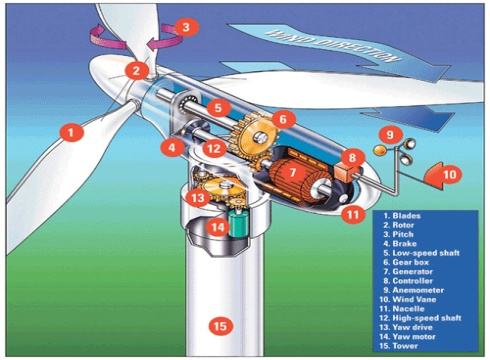 3
WIND DIRECTION
2
5
6
1
9
4
12
8
7
10
13
11
14
15
1. Blades
2. Rotor
3. Pitch
4. Brake
5. Low-speed shaft
6. Gear box
7. Generator
8. Controller
9. Anemometer
10. Wind Vane
11. Nacelle
12. High-speed shaft
13. Yaw drive
14. Yaw motor
15. Tower